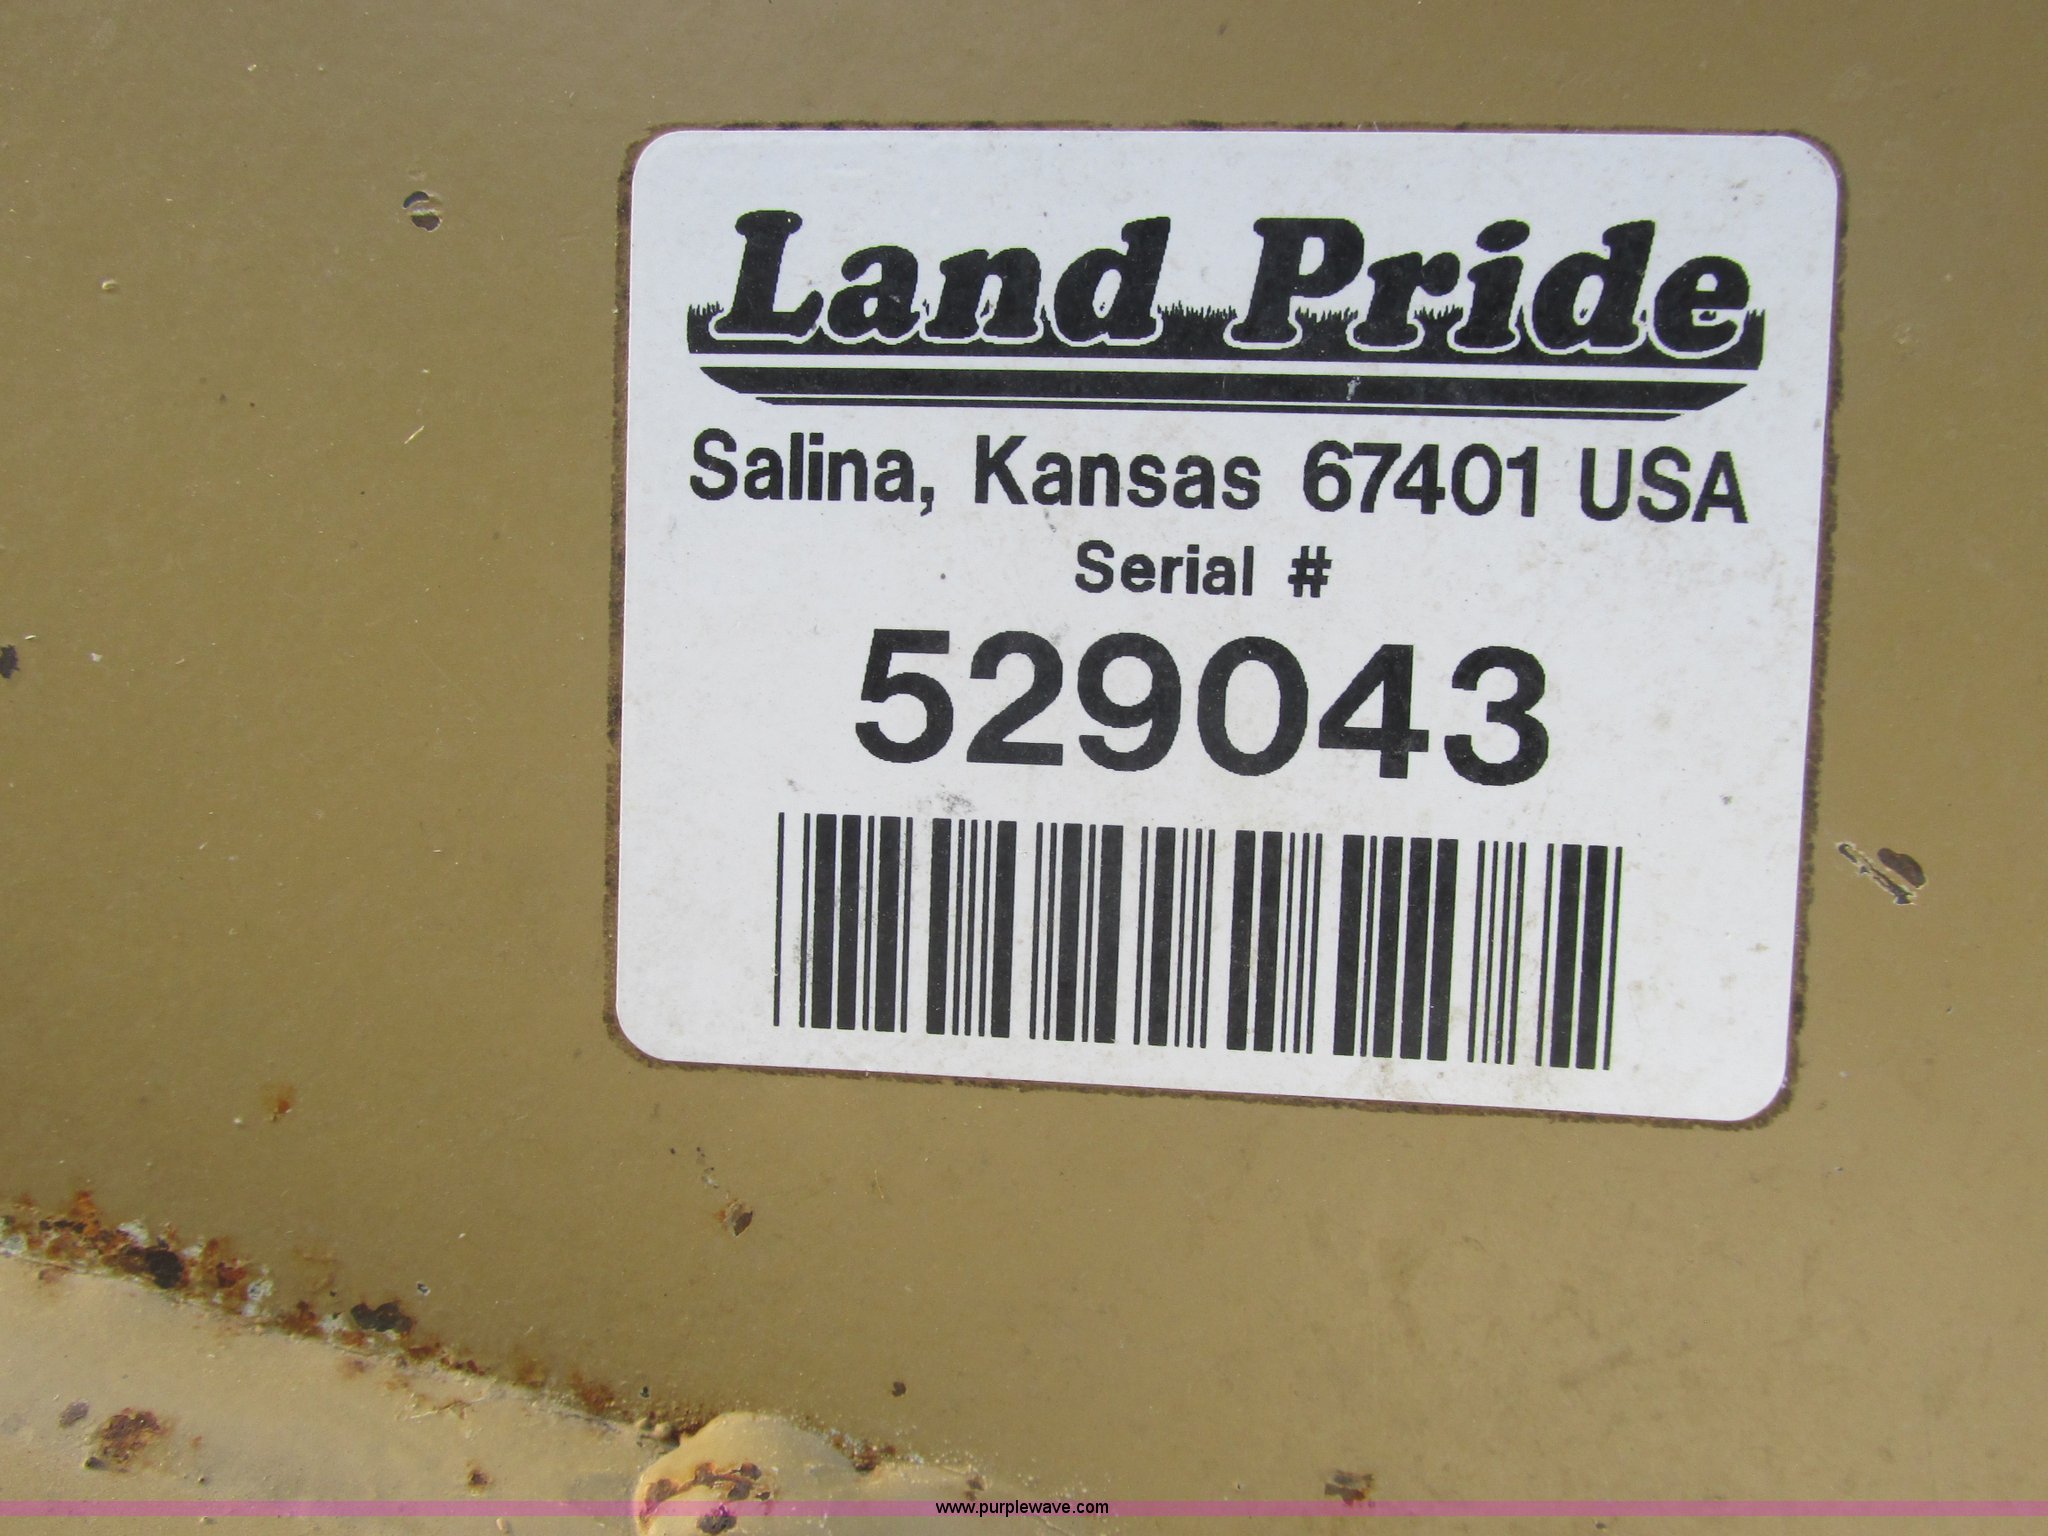 Land Pride
Salina, Kansas 67401 USA
Serial #
529043
www.purplewave.com